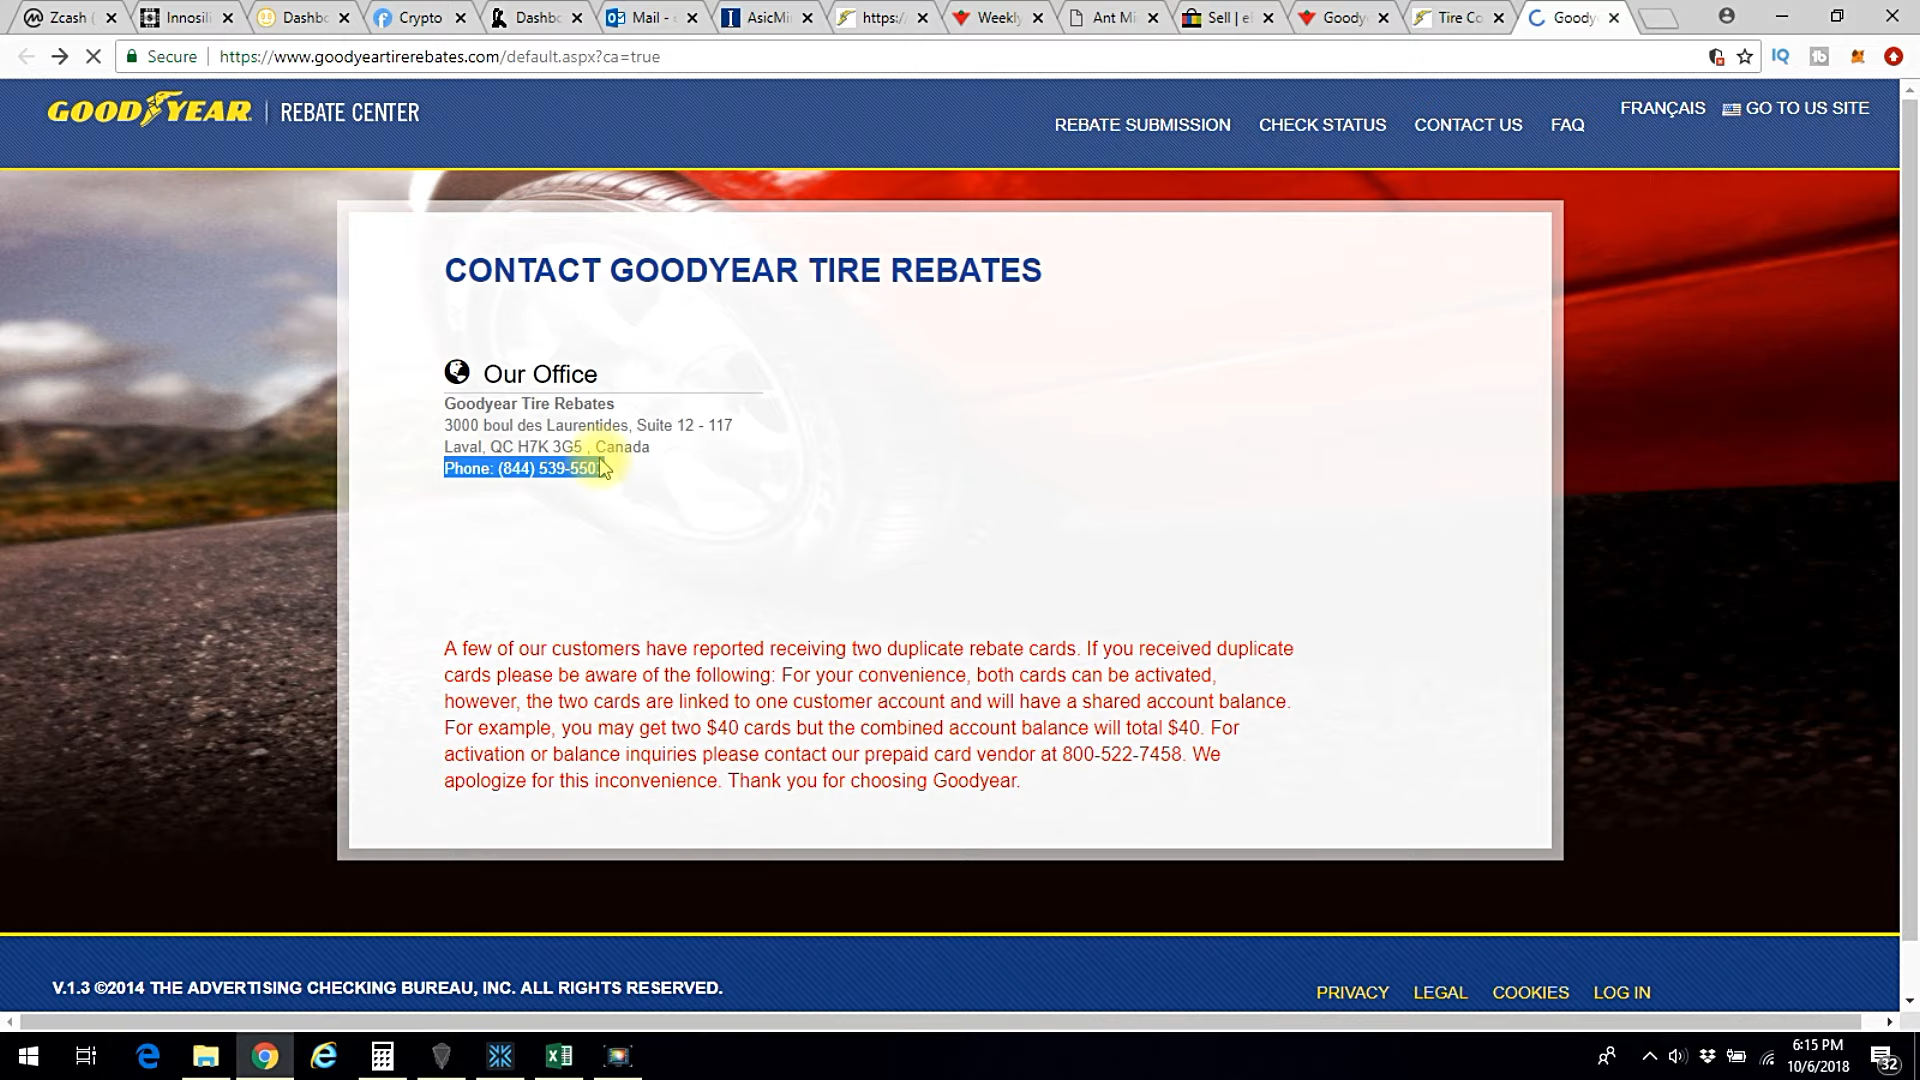 Zcash (
Innosili
Dashbo
Crypto
Dashbo
Mail -
AsicMi
https:/
Weekly
Ant Mi
Sell | e
Goody
Tire Co
Goody
Secure
https://www.goodyeartirerebates.com/default.aspx?ca=true
GOODYEAR | REBATE CENTER
REBATE SUBMISSION
CHECK STATUS
CONTACT US
FAQ
FRANÇAIS
GO TO US SITE
CONTACT GOODYEAR TIRE REBATES
Our Office
Goodyear Tire Rebates
3000 boul des Laurentides, Suite 12 - 117
Laval, QC H7K 3G5 , Canada
Phone: (844) 539-550
A few of our customers have reported receiving two duplicate rebate cards. If you received duplicate
cards please be aware of the following: For your convenience, both cards can be activated,
however, the two cards are linked to one customer account and will have a shared account balance.
For example, you may get two $40 cards but the combined account balance will total $40. For
activation or balance inquiries please contact our prepaid card vendor at 800-522-7458. We
apologize for this inconvenience. Thank you for choosing Goodyear.
V.1.3 ©2014 THE ADVERTISING CHECKING BUREAU, INC. ALL RIGHTS RESERVED.
PRIVACY
LEGAL
COOKIES
LOG IN
6:15 PM
10/6/2018
32